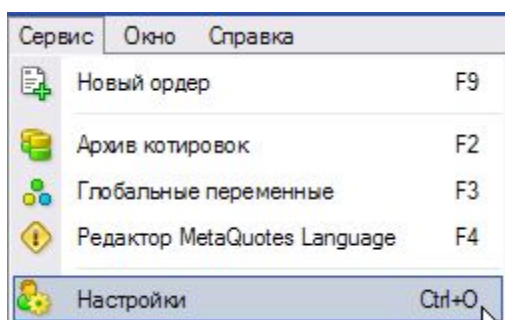 Сервис Окно Справка
Новый ордер F9
Архив котировок F2
Глобальные переменные F3
Редактор MetaQuotes Language F4
Настройки Ctrl+O